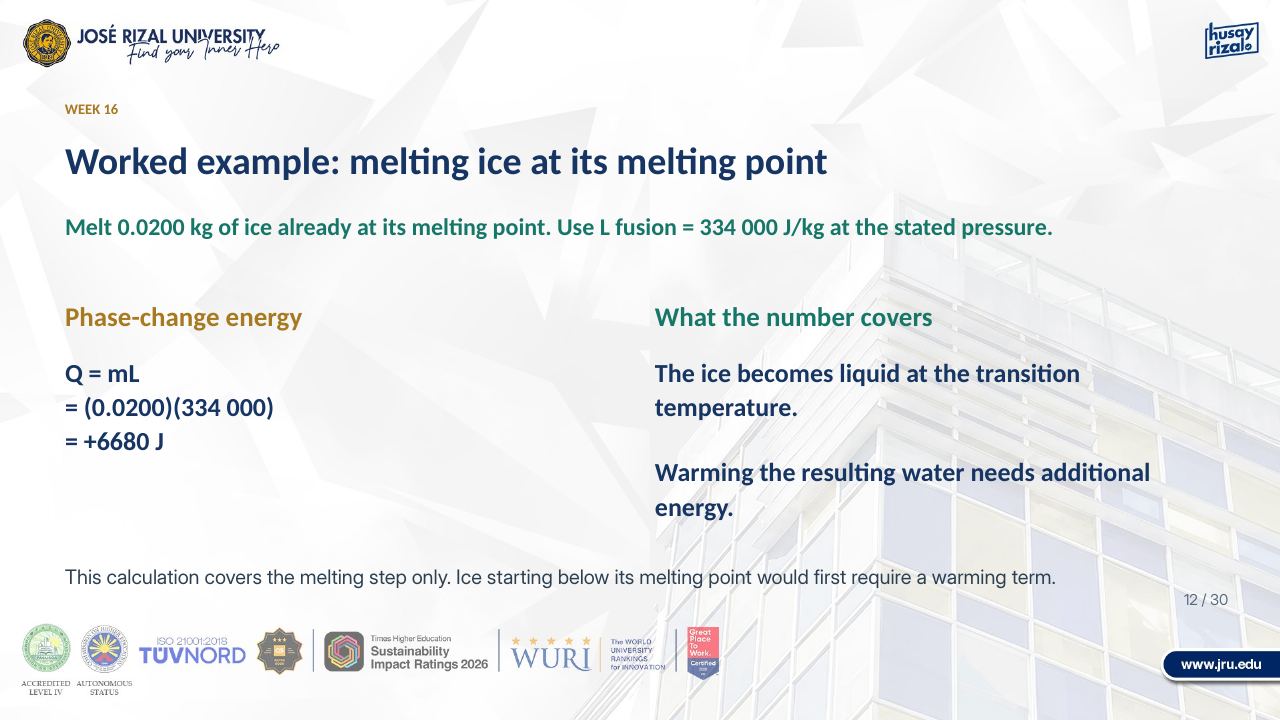 JOSÉ RIZAL UNIVERSITY
Find your Inner Hero
husay
rizal
WEEK 16
Worked example: melting ice at its melting point
Melt 0.0200 kg of ice already at its melting point. Use L fusion = 334 000 J/kg at the stated pressure.
Phase-change energy
Q = mL
= (0.0200)(334 000)
= +6680 J
What the number covers
The ice becomes liquid at the transition
temperature.
Warming the resulting water needs additional
energy.
This calculation covers the melting step only. Ice starting below its melting point would first require a warming term.
12 / 30
ACCREDITED
LEVEL IV
AUTONOMOUS
STATUS
ISO 21001:2018
TÜVNORD
Times Higher Education
Sustainability
Impact Ratings 2026
WURI
The WORLD
UNIVERSITY
RANKINGS
for INNOVATION
Great
Place
To
Work.
Certified
www.jru.edu